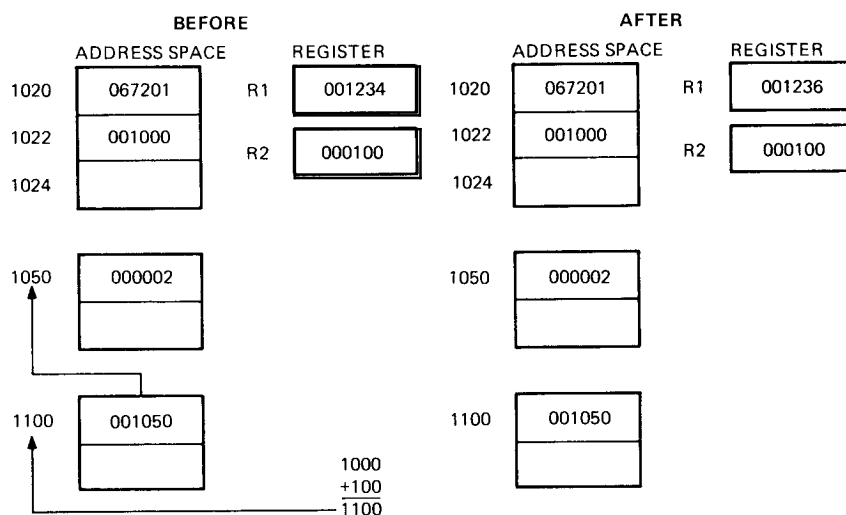 BEFORE
ADDRESS SPACE REGISTER
1020 067201 R1 001234
1022 001000
R2 000100
1024
1050 000002
1100 001050
1000
+100
1100
AFTER
ADDRESS SPACE REGISTER
1020 067201 R1 001236
1022 001000
R2 000100
1024
1050 000002
1100 001050